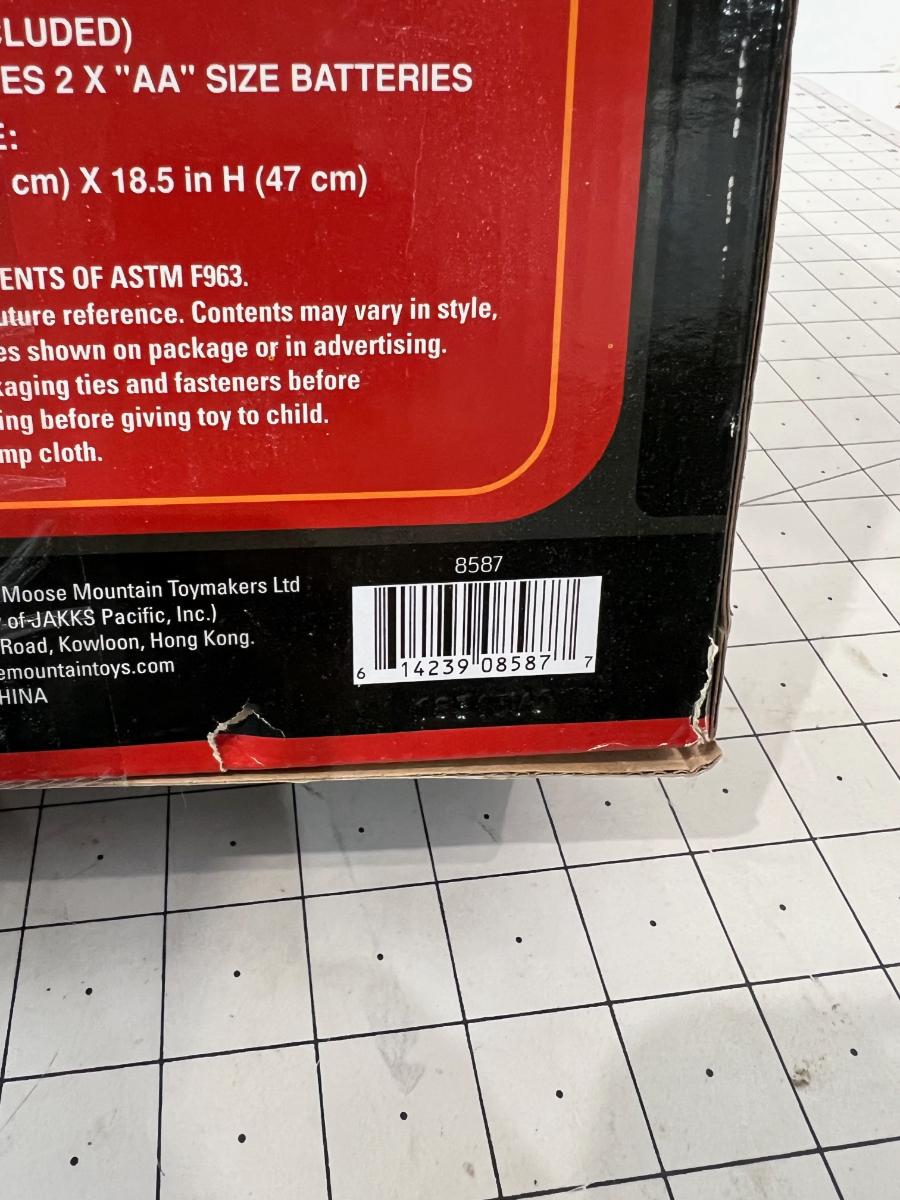 CLUDED)
ES 2 X "AA" SIZE BATTERIES
E:
cm) X 18.5 in H (47 cm)
ENTS OF ASTM F963.
uture reference. Contents may vary in style,
es shown on package or in advertising.
kaging ties and fasteners before
ing before giving toy to child.
mp cloth.
8587
Moose Mountain Toymakers Ltd
of JAKKS Pacific, Inc.)
Road, Kowloon, Hong Kong.
emountaintoys.com
HINA
6 14239 08587 7